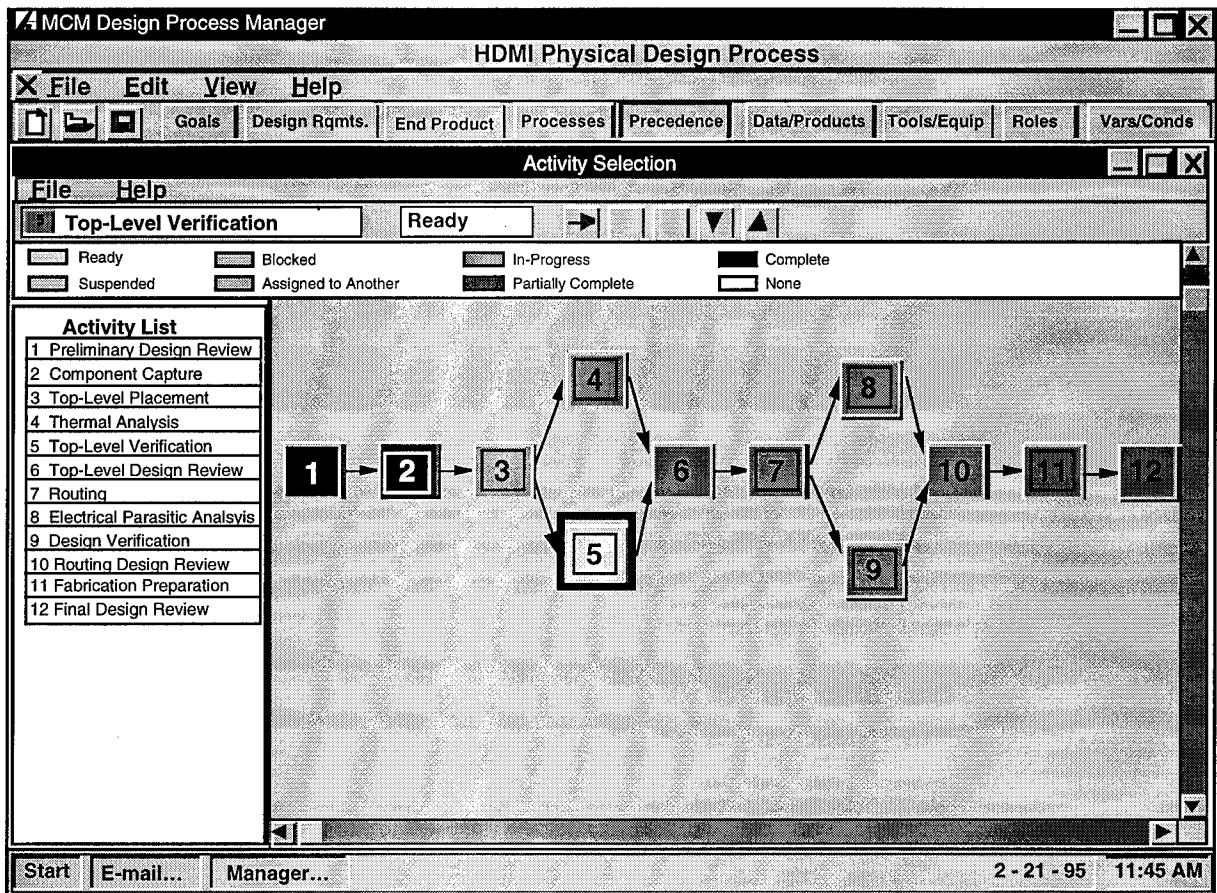 MCM Design Process Manager
HDMI Physical Design Process
File Edit View Help
Goals Design Rqmts. End Product Processes Precedence Data/Products Tools/Equip Roles Vars/Conds
Activity Selection
File Help
5 Top-Level Verification Ready
Ready Blocked In-Progress Complete
Suspended Assigned to Another Partially Complete None
Activity List
1 Preliminary Design Review
2 Component Capture
3 Top-Level Placement
4 Thermal Analysis
5 Top-Level Verification
6 Top-Level Design Review
7 Routing
8 Electrical Parasitic Analsyis
9 Design Verification
10 Routing Design Review
11 Fabrication Preparation
12 Final Design Review
4
8
1 2 3 6 7 10 11 12
5
9
Start E-mail... Manager... 2 - 21 - 95 11:45 AM